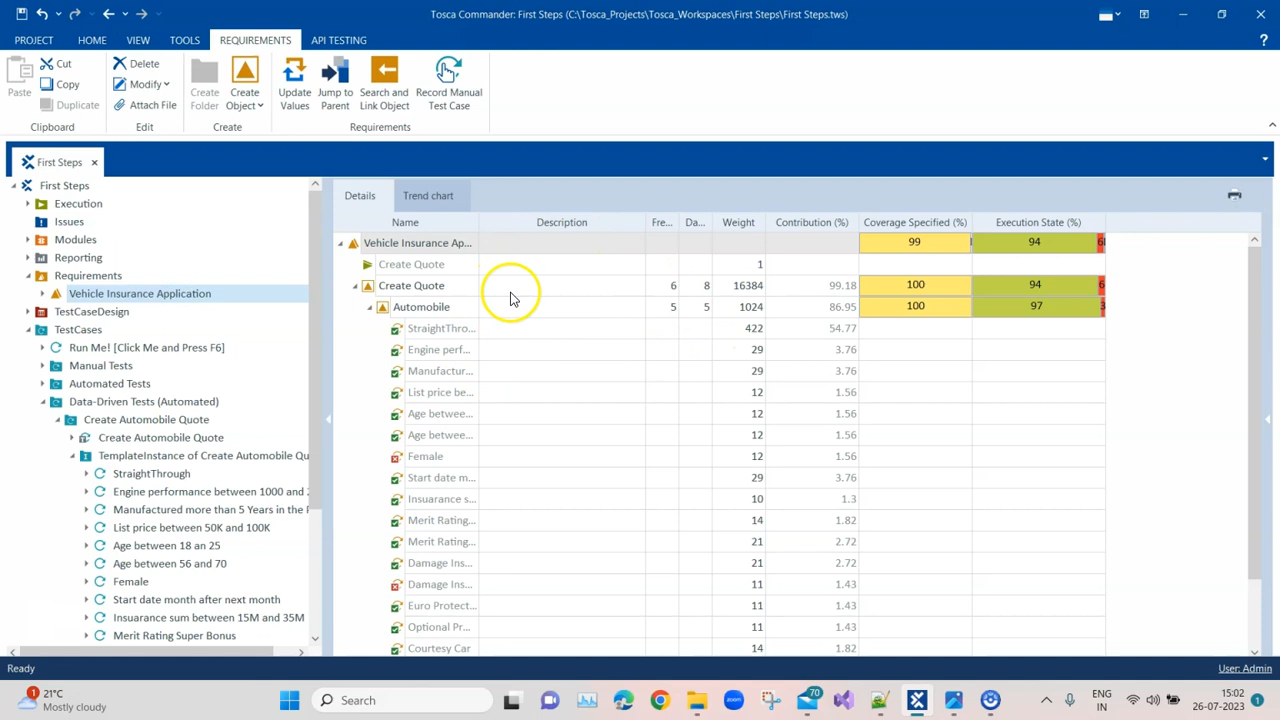 Tosca Commander: First Steps (C:\Tosca_Projects\Tosca_Workspaces\First Steps\First Steps.tws)
PROJECT HOME VIEW TOOLS REQUIREMENTS API TESTING
Paste Cut Copy Duplicate
Clipboard
Delete Modify Attach File
Edit
Create Folder Create Object
Create
Update Values Jump to Parent Search and Link Object Record Manual Test Case
Requirements
First Steps
First Steps
Execution
Issues
Modules
Reporting
Requirements
Vehicle Insurance Application
TestCaseDesign
TestCases
Run Me! [Click Me and Press F6]
Manual Tests
Automated Tests
Data-Driven Tests (Automated)
Create Automobile Quote
Create Automobile Quote
TemplateInstance of Create Automobile Qu
StraightThrough
Engine performance between 1000 and 2
Manufactured more than 5 Years in the P
List price between 50K and 100K
Age between 18 an 25
Age between 56 and 70
Female
Start date month after next month
Insuarance sum between 15M and 35M
Merit Rating Super Bonus
Details Trend chart
Name Description Fre... Da... Weight Contribution (%) Coverage Specified (%) Execution State (%)
Vehicle Insurance Ap... 99 94 6
Create Quote 1
Create Quote 6 8 16384 99.18 100 94 6
Automobile 5 5 1024 86.95 100 97 3
StraightThro... 422 54.77
Engine perf... 29 3.76
Manufactur... 29 3.76
List price be... 12 1.56
Age betwee... 12 1.56
Age betwee... 12 1.56
Female 12 1.56
Start date m... 29 3.76
Insuarance s... 10 1.3
Merit Rating... 14 1.82
Merit Rating... 21 2.72
Damage Ins... 21 2.72
Damage Ins... 11 1.43
Euro Protect... 11 1.43
Optional Pr... 11 1.43
Courtesy Car 14 1.82
Ready User: Admin
1 21°C
Mostly cloudy
Search
70
ENG
IN
15:02
26-07-2023
1